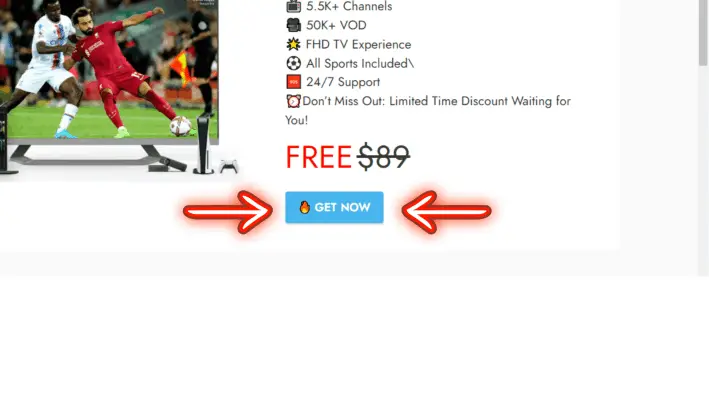 5.5K+ Channels
50K+ VOD
FHD TV Experience
All Sports Included\
24/7 Support
Don't Miss Out: Limited Time Discount Waiting for
You!
FREE $89
GET NOW